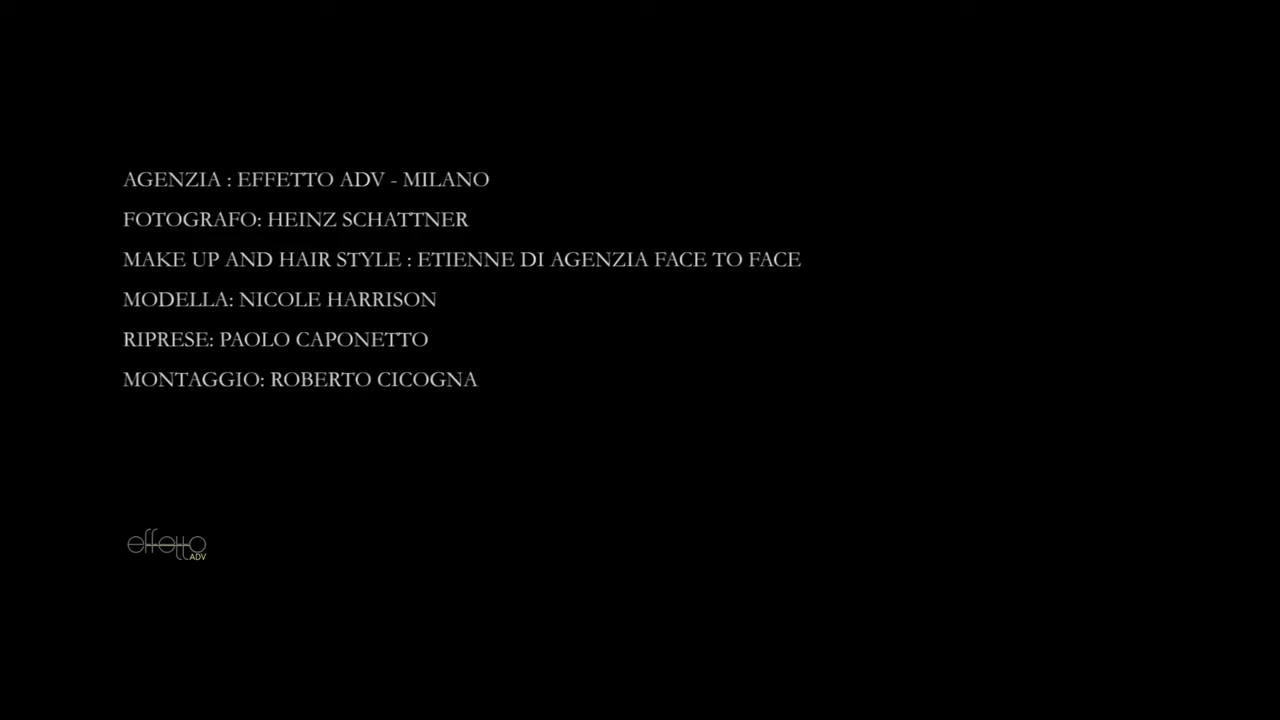 AGENZIA : EFFETTO ADV - MILANO
FOTOGRAFO: HEINZ SCHATTNER
MAKE UP AND HAIR STYLE : ETIENNE DI AGENZIA FACE TO FACE
MODELLA: NICOLE HARRISON
RIPRESE: PAOLO CAPONETTO
MONTAGGIO: ROBERTO CICOGNA
effetto
ADV